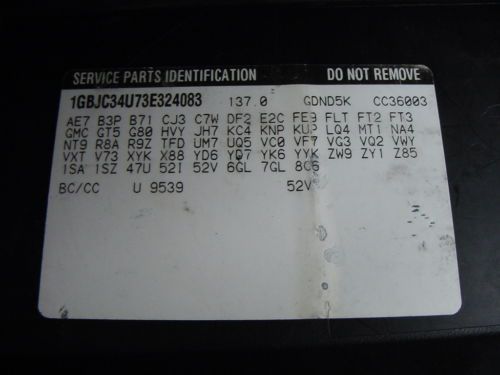 SERVICE PARTS IDENTIFICATION DO NOT REMOVE
1GBJC34U73E324083 137.0 GDND5K CC36003
AE7 B3P B71 CJ3 C7W DF2 E2C FE9 FLT FT2 FT3
GMC GT5 G80 HVY JH7 KC4 KNP KUP LQ4 MT1 NA4
NT9 R8A R9Z TFD UM7 UQ5 VC0 VF7 VG3 VQ2 VWY
VXT V73 XYK X88 YD6 YD7 YK6 YYK ZW9 ZY1 Z85
1SA 1SZ 47U 52I 52V 6GL 7GL 8C6
BC/CC U 9539 52V